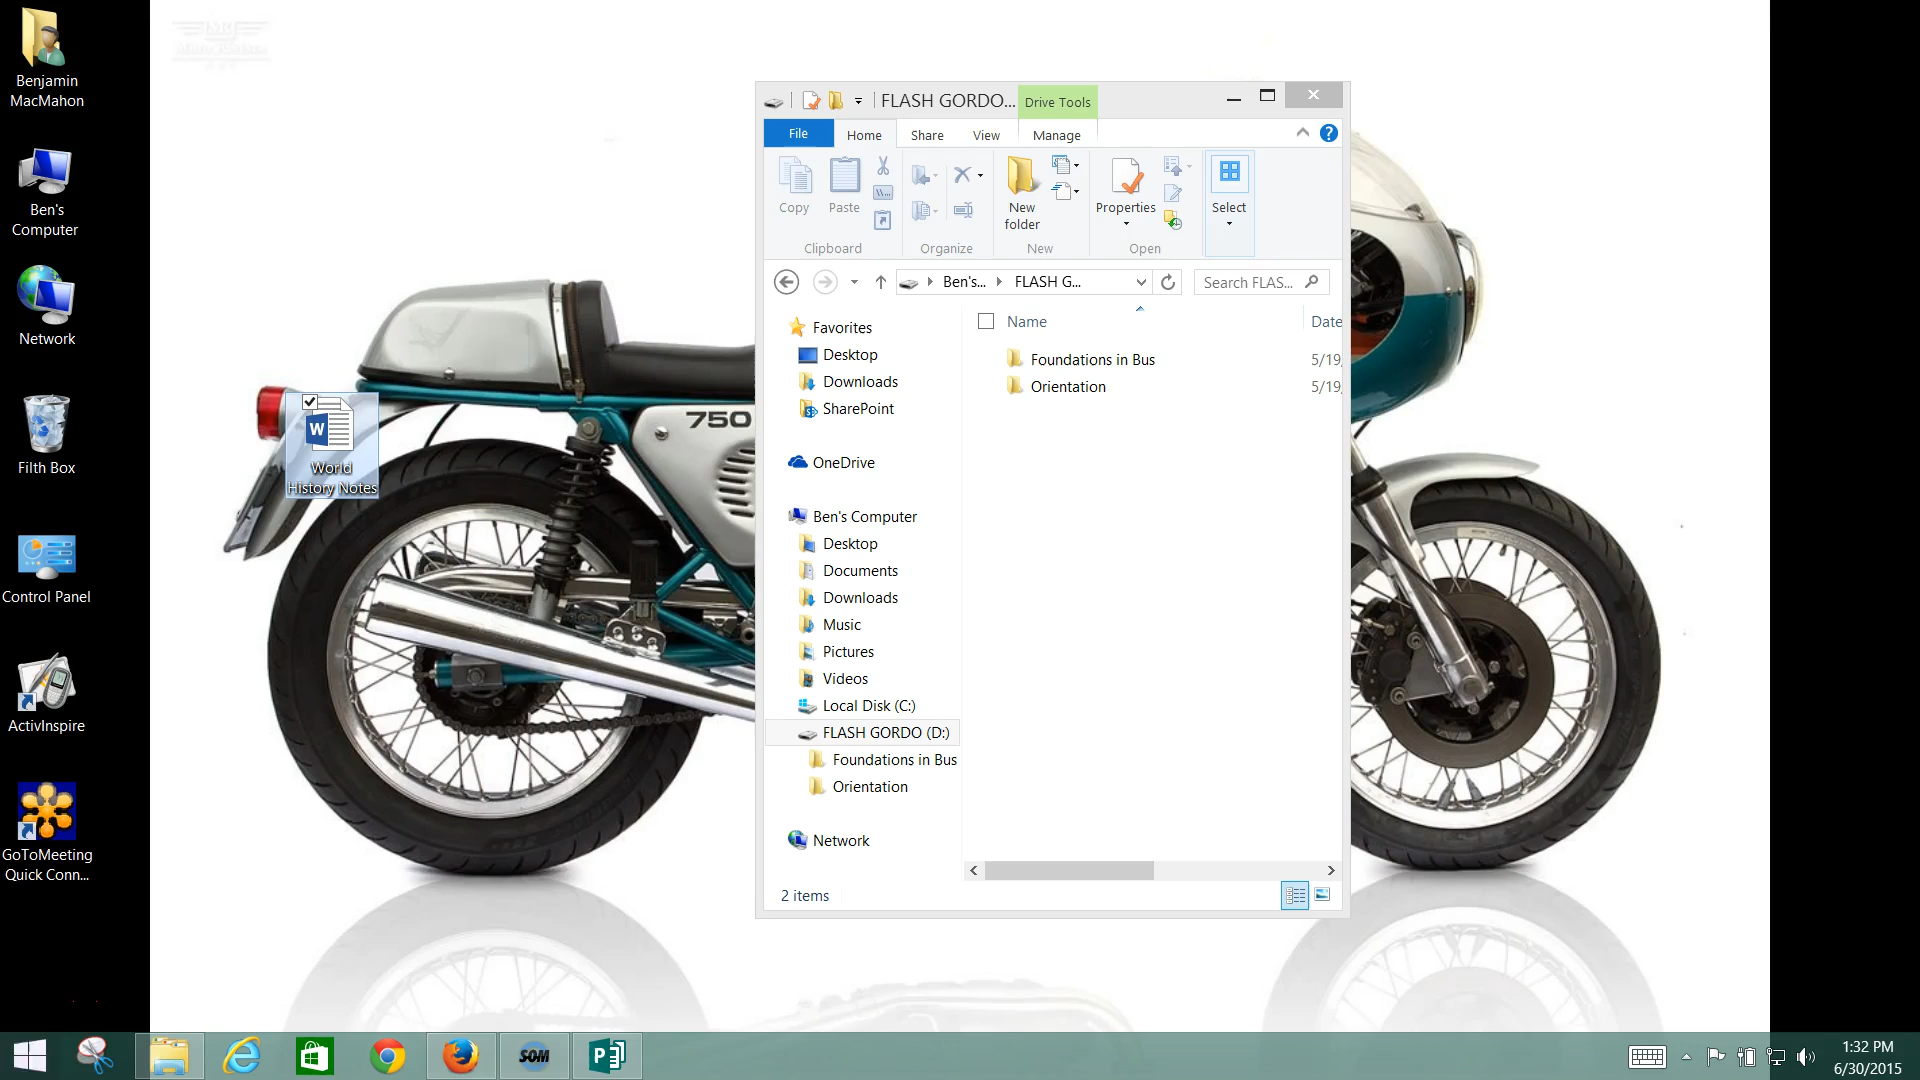 Benjamin
MacMahon
Ben's
Computer
Network
Filth Box
Control Panel
ActivInspire
GoToMeeting
Quick Conn...
World
History Notes
750
FLASH GORDO...
Drive Tools
File
Home
Share
View
Manage
Copy
Paste
New
folder
Properties
Select
Clipboard
Organize
New
Open
Ben's...
FLASH G...
Search FLAS...
Favorites
Desktop
Downloads
SharePoint
OneDrive
Ben's Computer
Desktop
Documents
Downloads
Music
Pictures
Videos
Local Disk (C:)
FLASH GORDO (D:)
Foundations in Bus
Orientation
Network
Name
Date
Foundations in Bus
5/19
Orientation
5/19
2 items
SOM
1:32 PM
6/30/2015